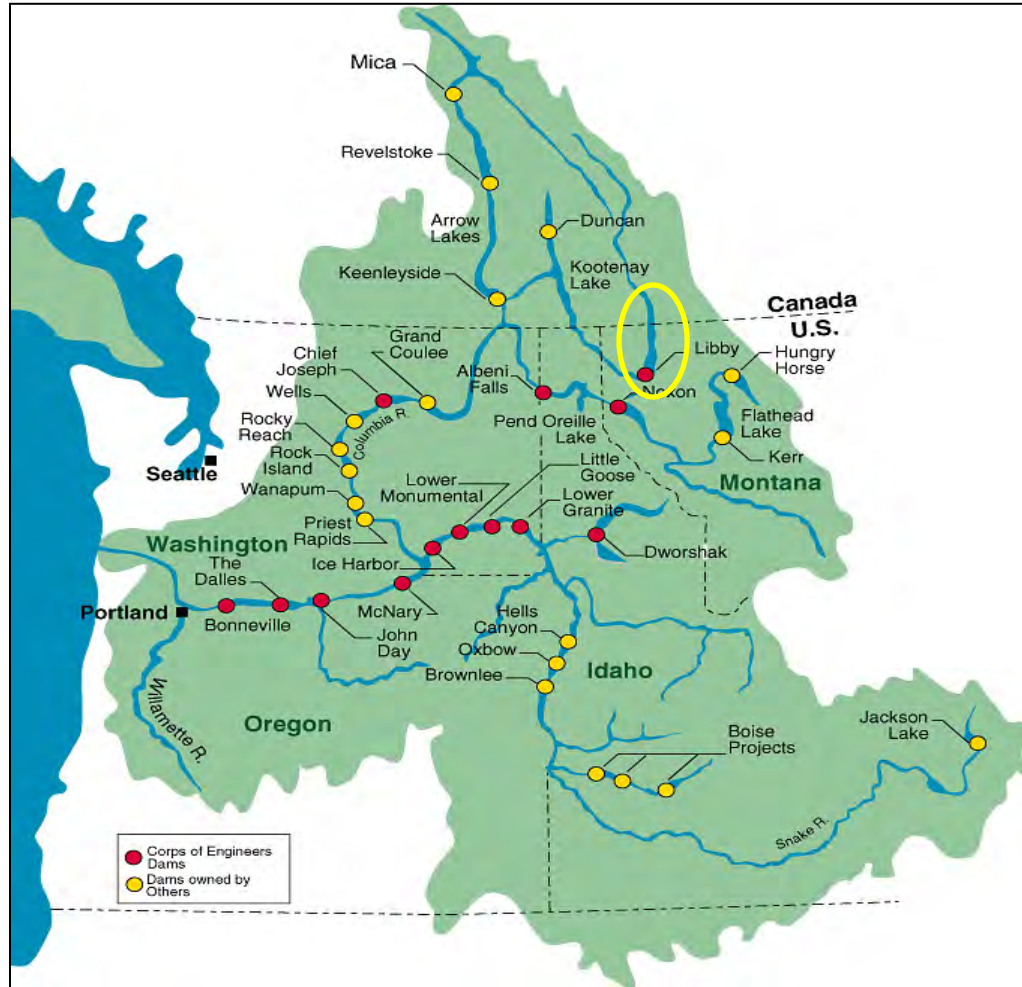 Mica
Revelstoke
Arrow
Lakes
Duncan
Kootenay
Lake
Keenleyside
Canada
U.S.
Grand
Coulee
Chief
Joseph
Albeni
Falls
Libby
Hungry
Horse
Noxon
Wells
Columbia R.
Pend Oreille
Lake
Flathead
Lake
Rocky
Reach
Kerr
Seattle
Rock
Island
Little
Goose
Montana
Wanapum
Lower
Monumental
Lower
Granite
Priest
Rapids
Washington
Ice Harbor
Dworshak
The
Dalles
Portland
Bonneville
McNary
John
Day
Hells
Canyon
Oxbow
Idaho
Brownlee
Willamette R.
Oregon
Boise
Projects
Jackson
Lake
Snake R.
Corps of Engineers
Dams
Dams owned by
Others